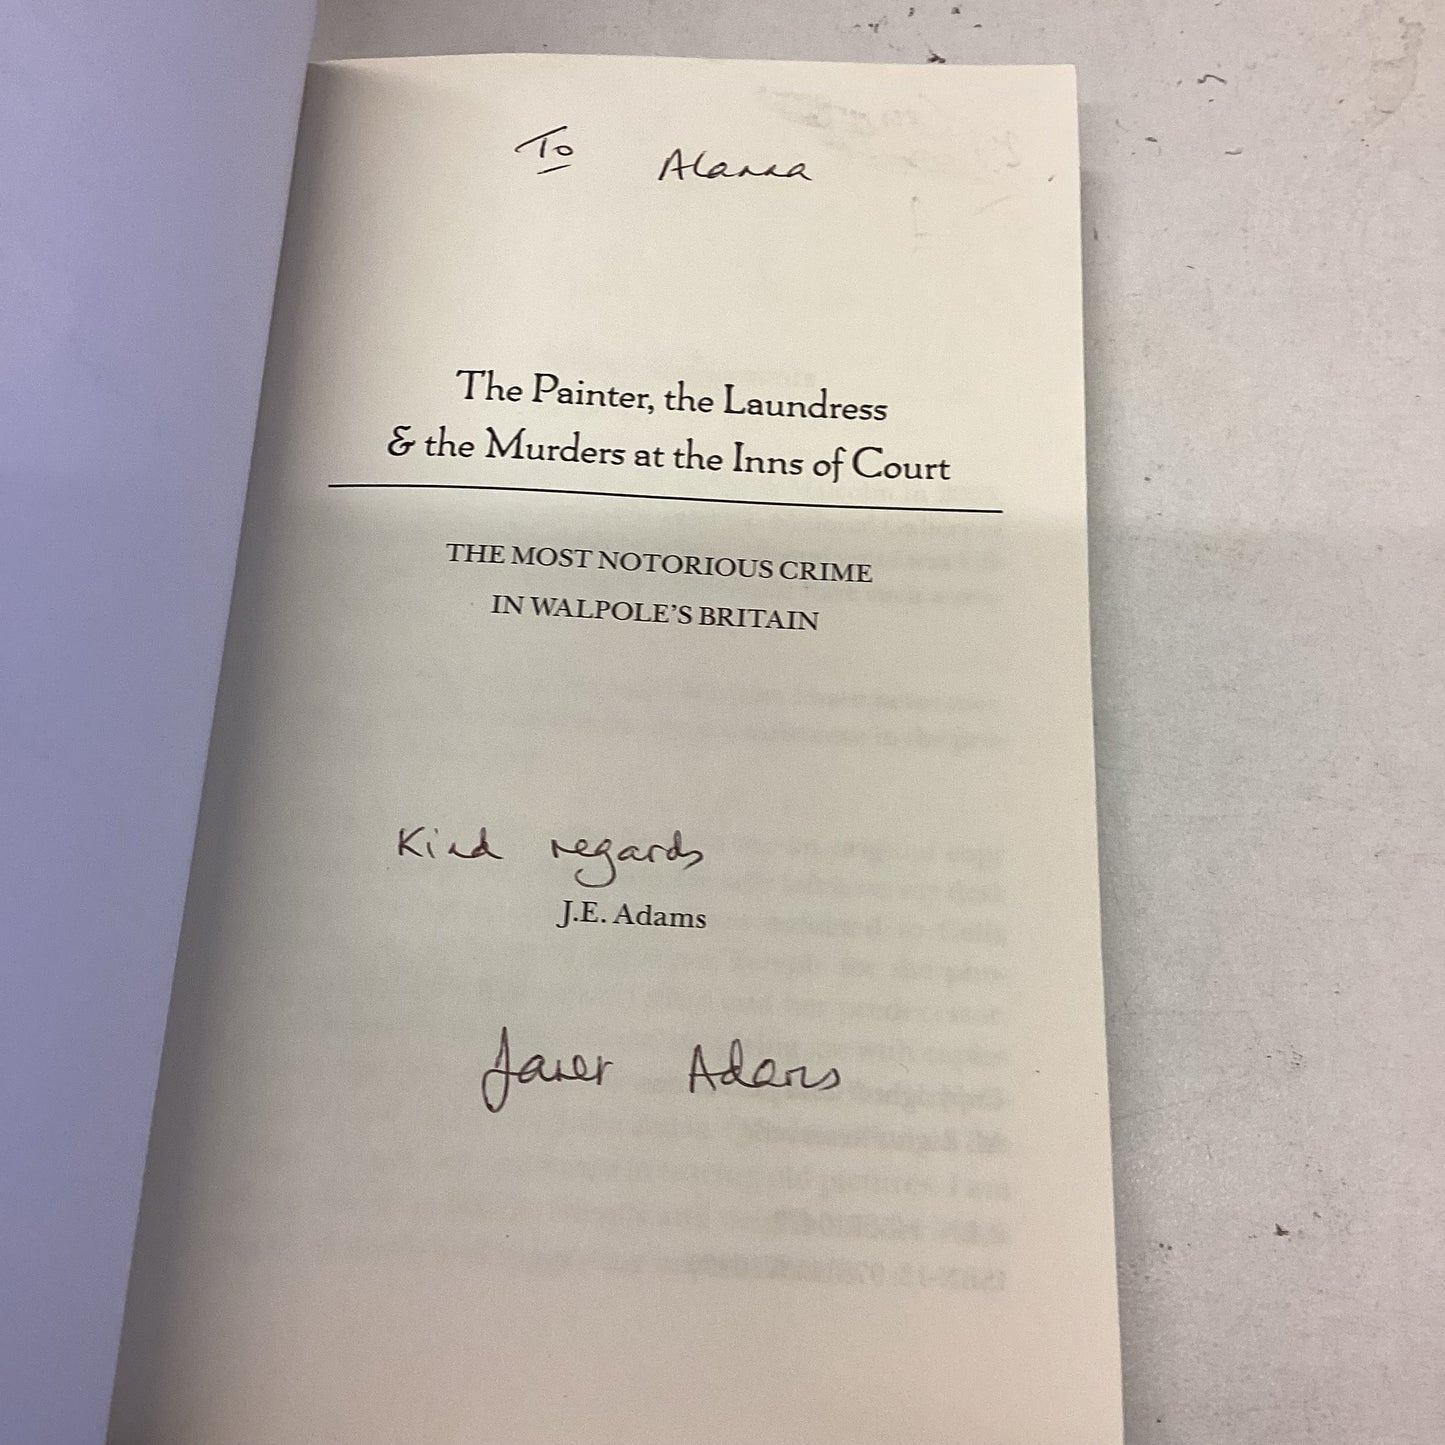 To Alanna
The Painter, the Laundress
& the Murders at the Inns of Court
THE MOST NOTORIOUS CRIME
IN WALPOLE'S BRITAIN
Kind regards
J.E. Adams
Janet Adams